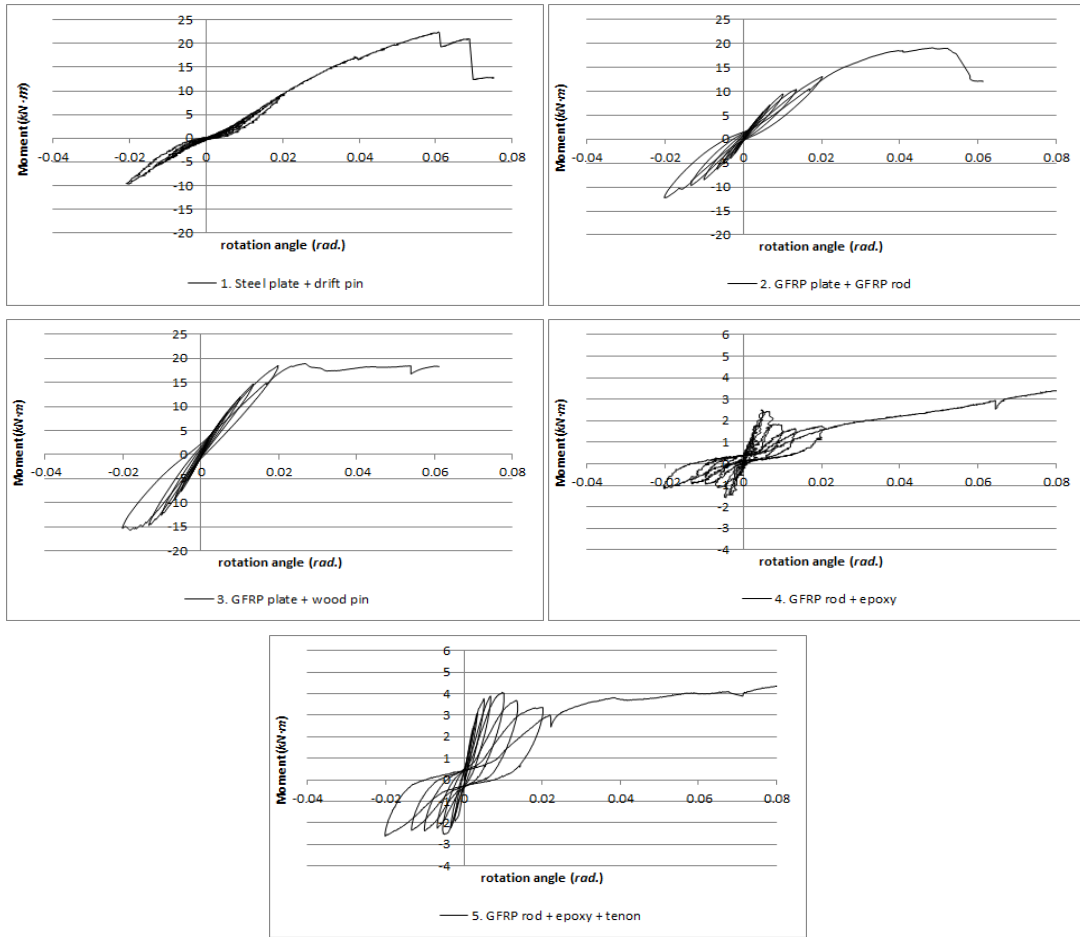 25
20
15
10
5
0
-5
-10
-15
-20
-0.04 -0.02 0 0.02 0.04 0.06 0.08
Moment(kN·m)
rotation angle (rad.)
1. Steel plate + drift pin
25
20
15
10
5
0
-5
-10
-15
-20
-0.04 -0.02 0 0.02 0.04 0.06 0.08
Moment(kN·m)
rotation angle (rad.)
2. GFRP plate + GFRP rod
25
20
15
10
5
0
-5
-10
-15
-20
-0.04 -0.02 0 0.02 0.04 0.06 0.08
Moment(kN·m)
rotation angle (rad.)
3. GFRP plate + wood pin
6
5
4
3
2
1
0
-1
-2
-3
-4
-0.04 -0.02 0 0.02 0.04 0.06 0.08
Moment(kN·m)
rotation angle (rad.)
4. GFRP rod + epoxy
6
5
4
3
2
1
0
-1
-2
-3
-4
-0.04 -0.02 0 0.02 0.04 0.06 0.08
Moment(kN·m)
rotation angle (rad.)
5. GFRP rod + epoxy + tenon